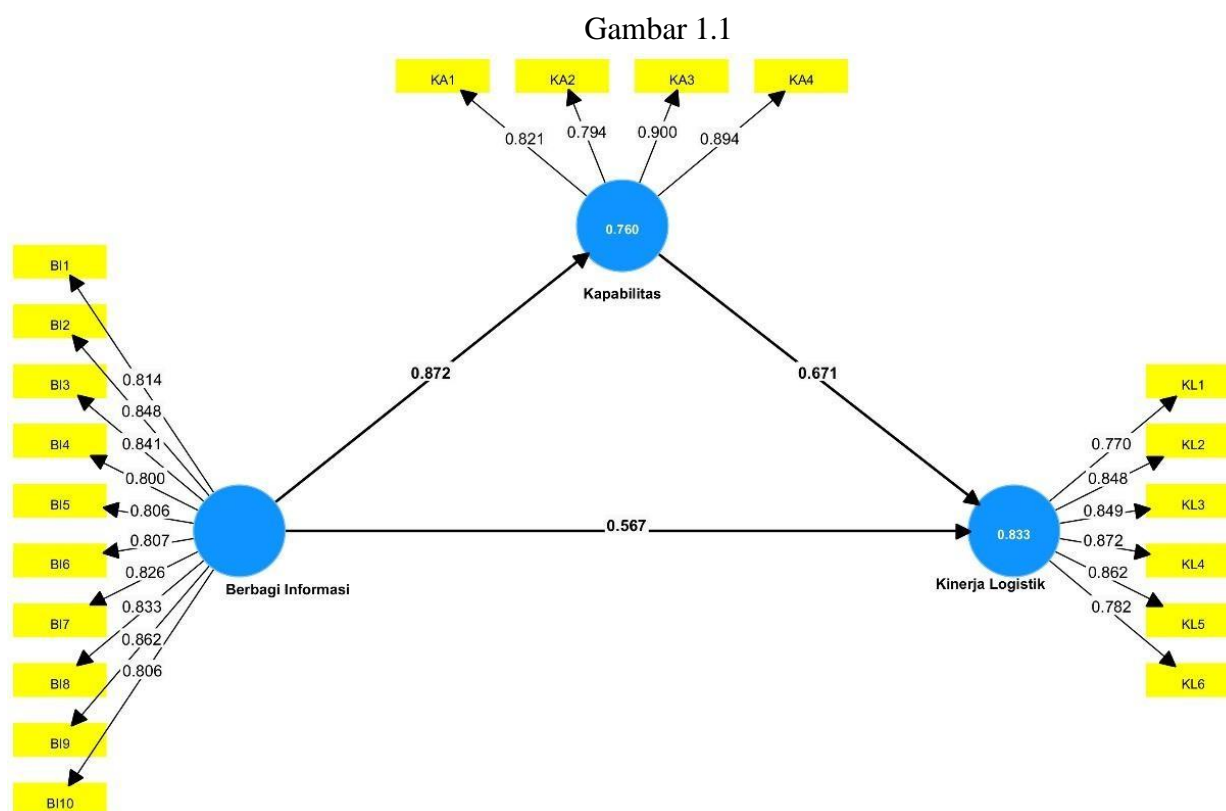 Gambar 1.1
KA1 KA2 KA3 KA4
0.821 0.794 0.900 0.894
0.760
Kapabilitas
BI1
BI2
BI3
BI4
BI5
BI6
BI7
BI8
BI9
BI10
0.814
0.848
0.841
0.800
0.806
0.807
0.826
0.833
0.862
0.806
Berbagi Informasi
0.872
0.671
0.567
0.833
Kinerja Logistik
0.770
0.848
0.849
0.872
0.862
0.782
KL1
KL2
KL3
KL4
KL5
KL6